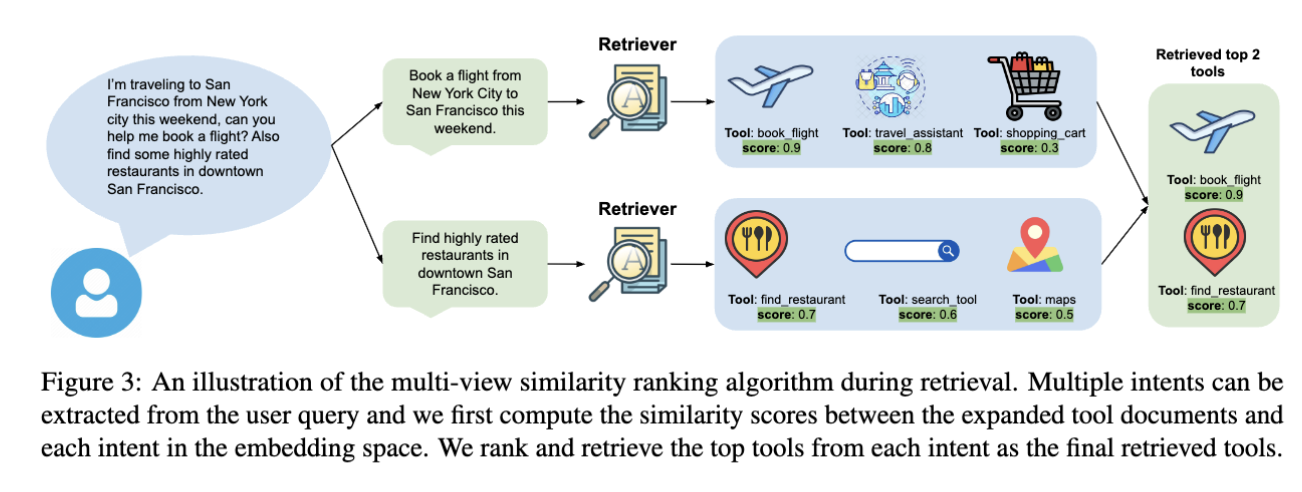 I'm traveling to San
Francisco from New York
city this weekend, can you
help me book a flight? Also
find some highly rated
restaurants in downtown
San Francisco.
Book a flight from
New York City to
San Francisco this
weekend.
Retriever
A
Tool: book_flight
score: 0.9
Tool: travel_assistant
score: 0.8
Tool: shopping_cart
score: 0.3
Find highly rated
restaurants in
downtown San
Francisco.
Retriever
A
Tool: find_restaurant
score: 0.7
Tool: search_tool
score: 0.6
Tool: maps
score: 0.5
Retrieved top 2
tools
Tool: book_flight
score: 0.9
Tool: find_restaurant
score: 0.7
Figure 3: An illustration of the multi-view similarity ranking algorithm during retrieval. Multiple intents can be
extracted from the user query and we first compute the similarity scores between the expanded tool documents and
each intent in the embedding space. We rank and retrieve the top tools from each intent as the final retrieved tools.